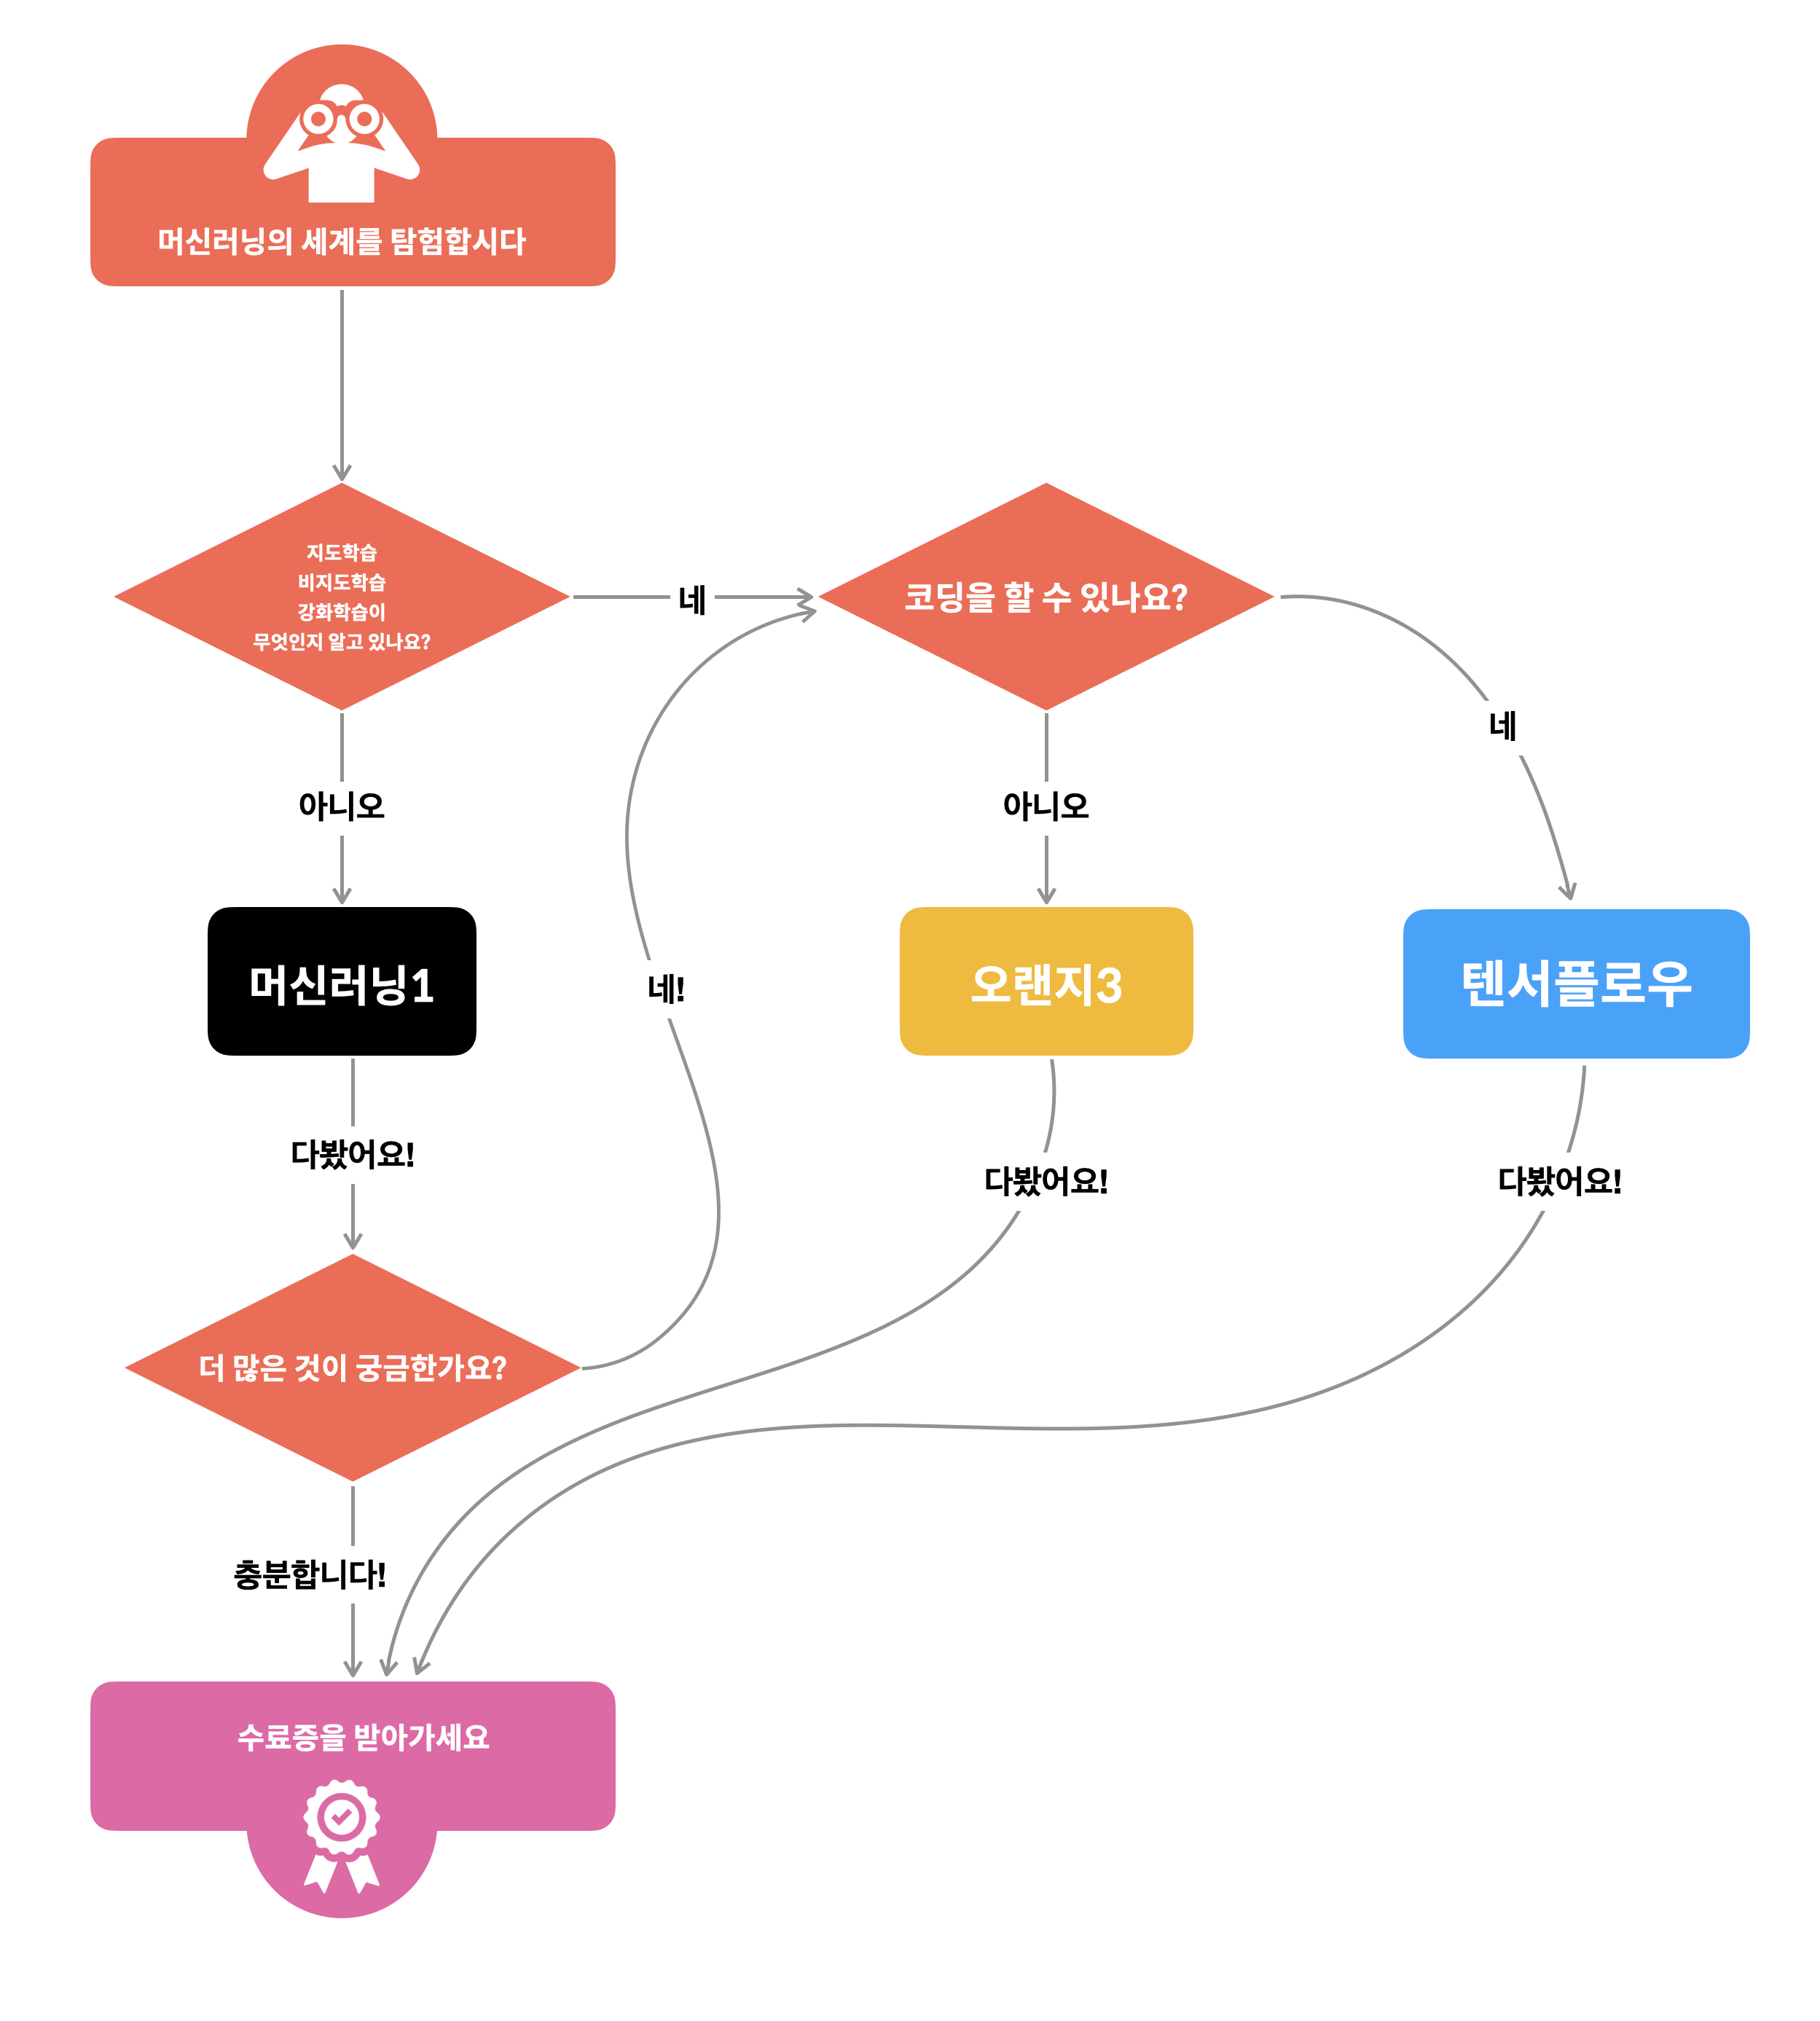 머신러닝의 세계를 탐험합시다
지도학습
비지도학습
강화학습이
무엇인지 알고 있나요?
네
코딩을 할 수 있나요?
네
아니오
아니오
머신러닝1
네!
오랜지3
텐서플로우
다봤어요!
다봤어요!
다봤어요!
더 많은 것이 궁금한가요?
충분합니다!
수료증을 받아가세요